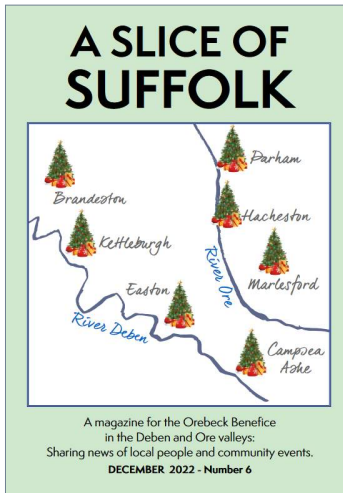 A SLICE OF
SUFFOLK
Parham
Brandeston
Hacheston
Kettleburgh
River Ore
Marlesford
Easton
River Deben
Campsea
Ashe
A magazine for the Orebeck Benefice
in the Deben and Ore valleys:
Sharing news of local people and community events.
DECEMBER 2022 - Number 6